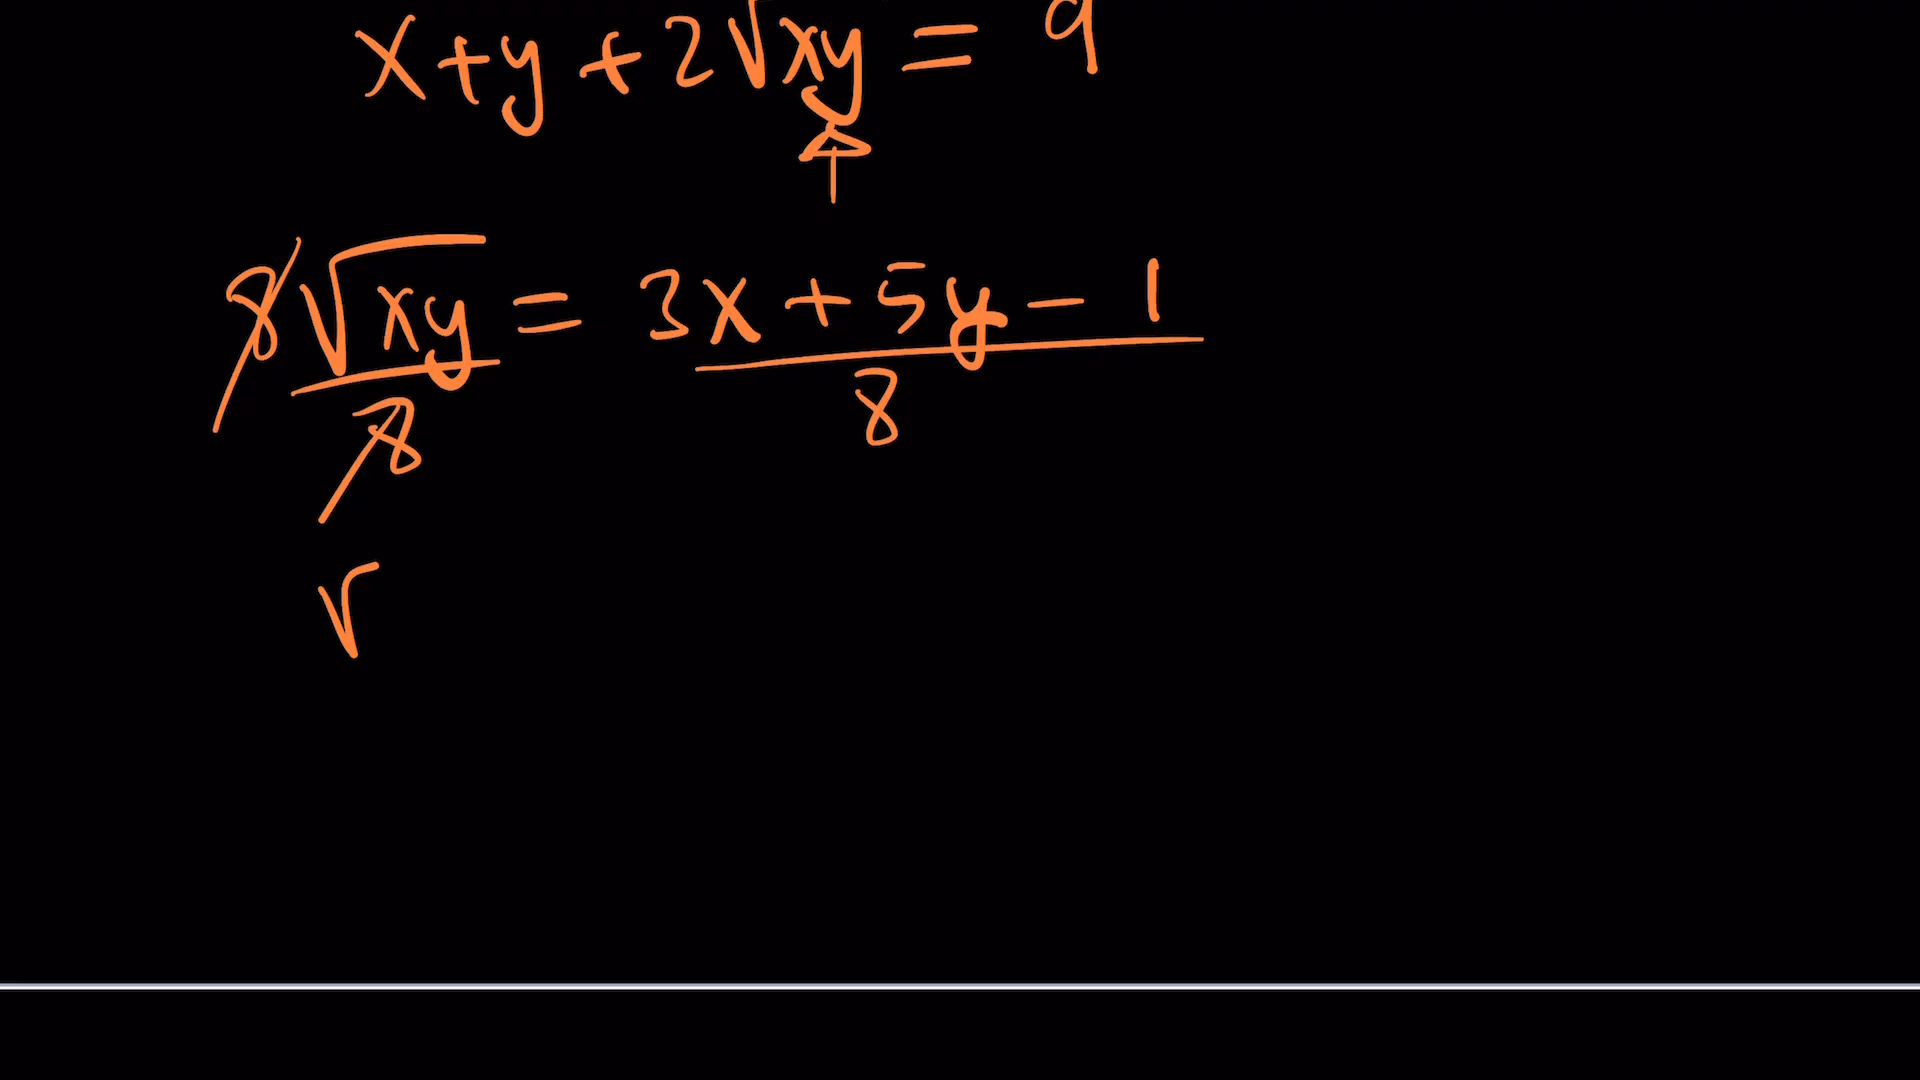 x+y+2√xy = 9
8√xy = 3x+5y-1
8 8
√